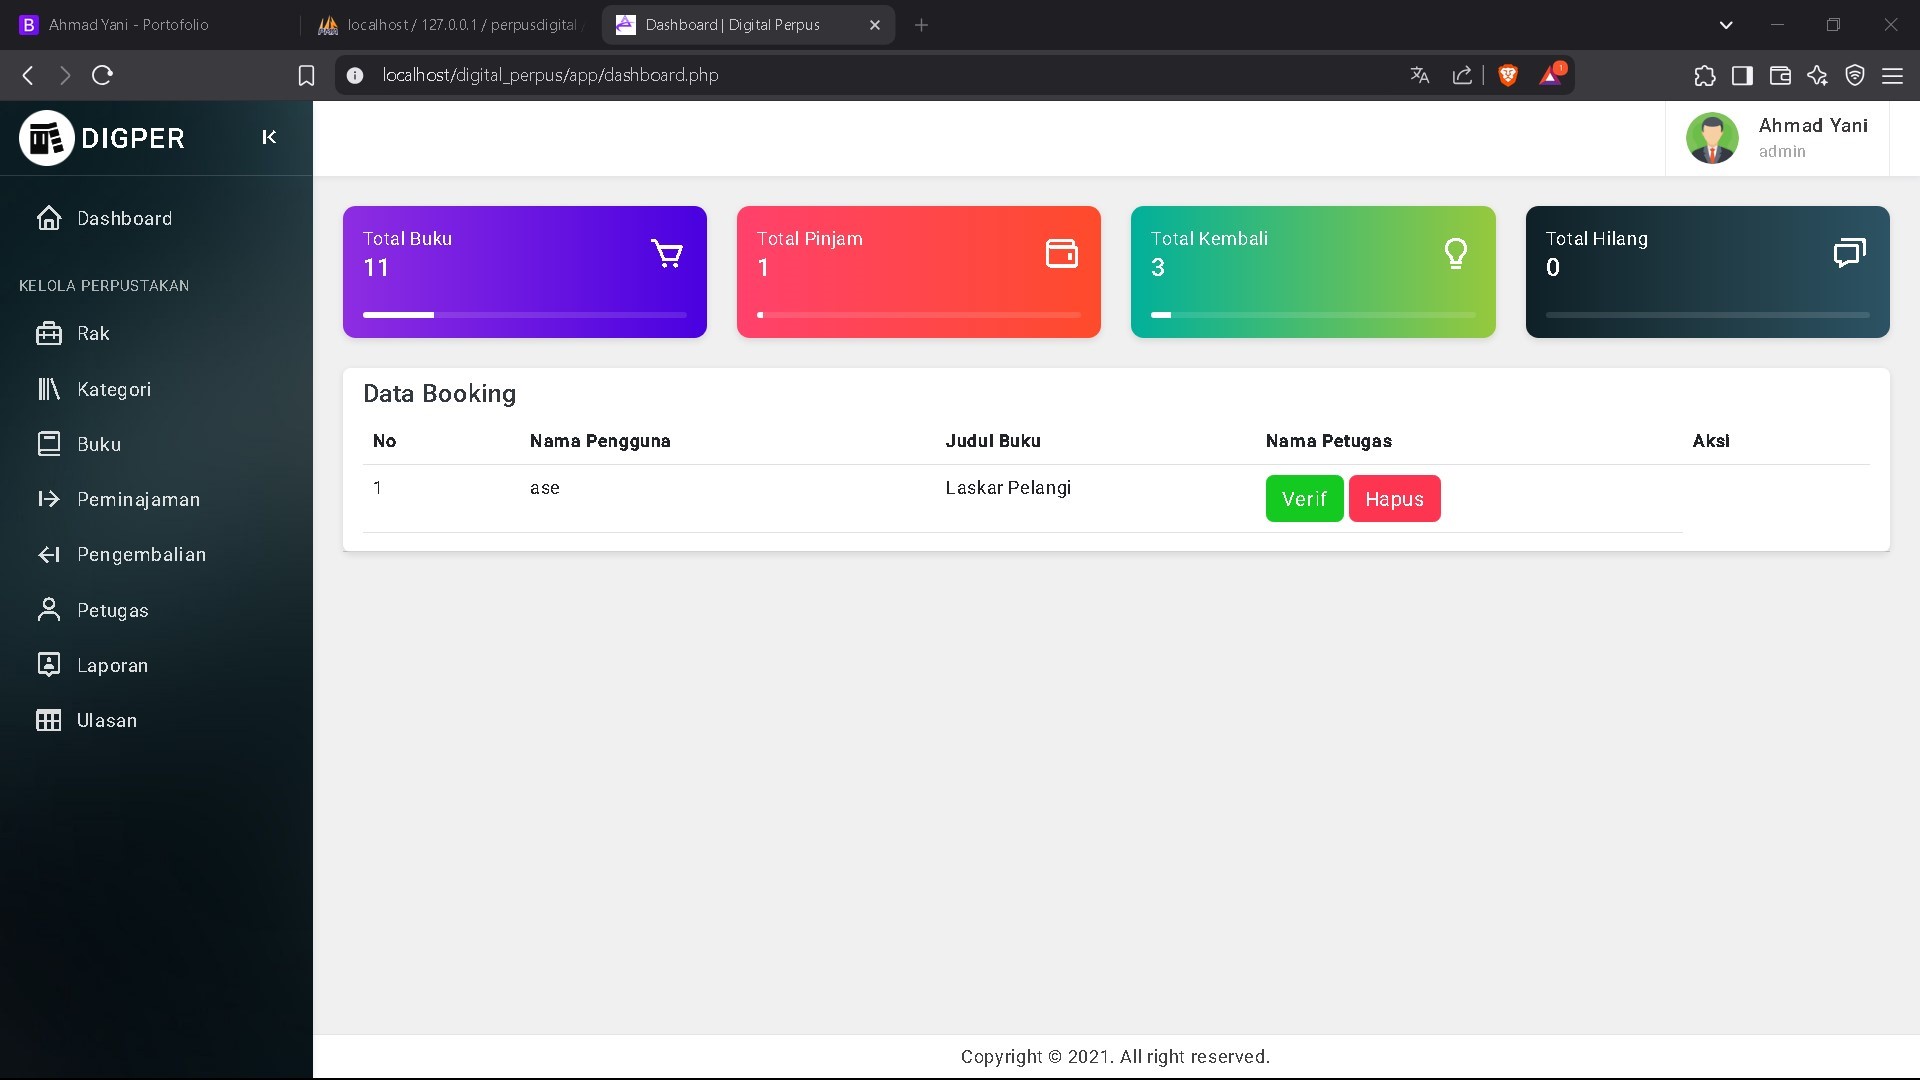 Ahmad Yani - Portofolio
localhost / 127.0.0.1 / perpusdigital
Dashboard | Digital Perpus
localhost/digital_perpus/app/dashboard.php
1
DIGPER
Ahmad Yani
admin
Dashboard
KELOLA PERPUSTAKAN
Rak
Kategori
Buku
Peminajaman
Pengembalian
Petugas
Laporan
Ulasan
Total Buku
11
Total Pinjam
1
Total Kembali
3
Total Hilang
0
Data Booking
No Nama Pengguna Judul Buku Nama Petugas Aksi
1 ase Laskar Pelangi Verif Hapus
Copyright © 2021. All right reserved.